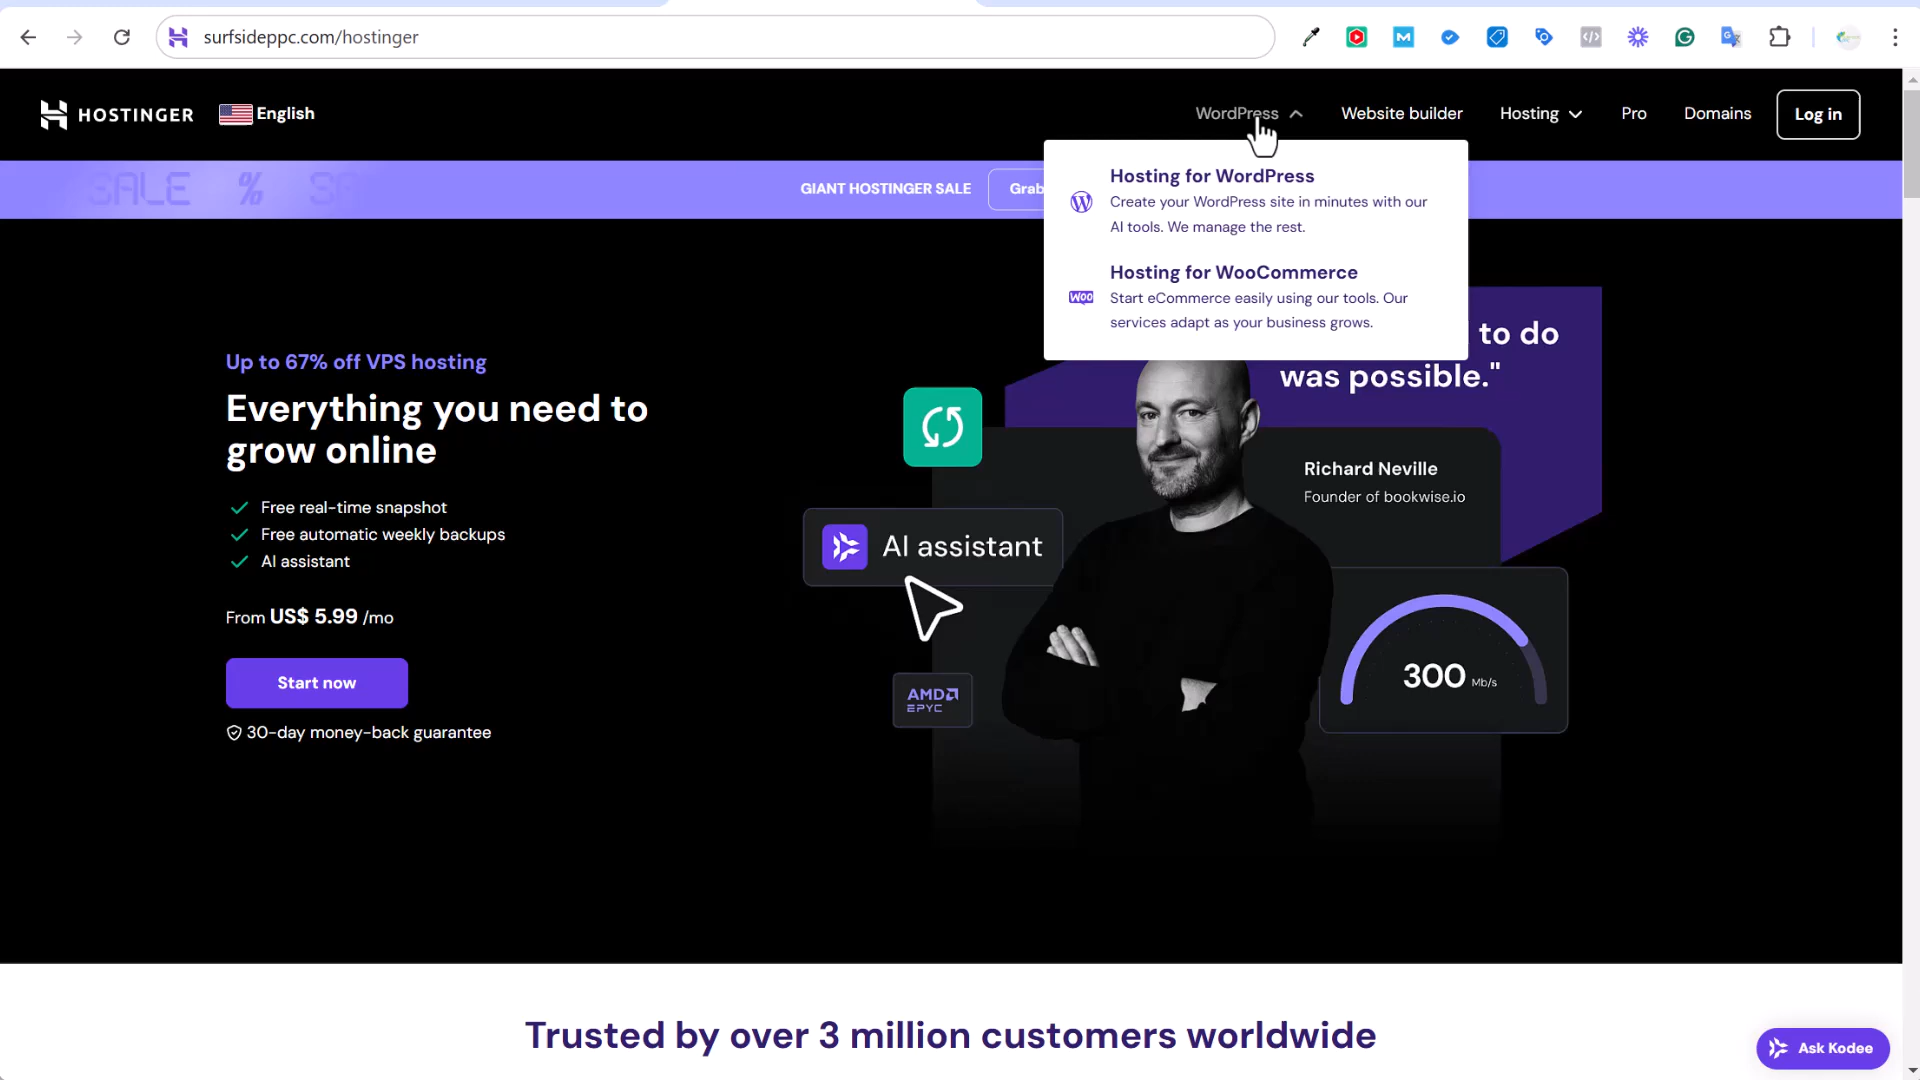 surfsideppc.com/hostinger
HOSTINGER
English
WordPress
Website builder
Hosting
Pro
Domains
Log in
SALE % SA
GIANT HOSTINGER SALE
Grab
Hosting for WordPress
Create your WordPress site in minutes with our
AI tools. We manage the rest.
Hosting for WooCommerce
Start eCommerce easily using our tools. Our
services adapt as your business grows.
Woo
to do
was possible."
Up to 67% off VPS hosting
Everything you need to
grow online
Free real-time snapshot
Free automatic weekly backups
AI assistant
From US$ 5.99 /mo
Start now
30-day money-back guarantee
AI assistant
Richard Neville
Founder of bookwise.io
AMD
EPYC
300 Mb/s
Trusted by over 3 million customers worldwide
Ask Kodee